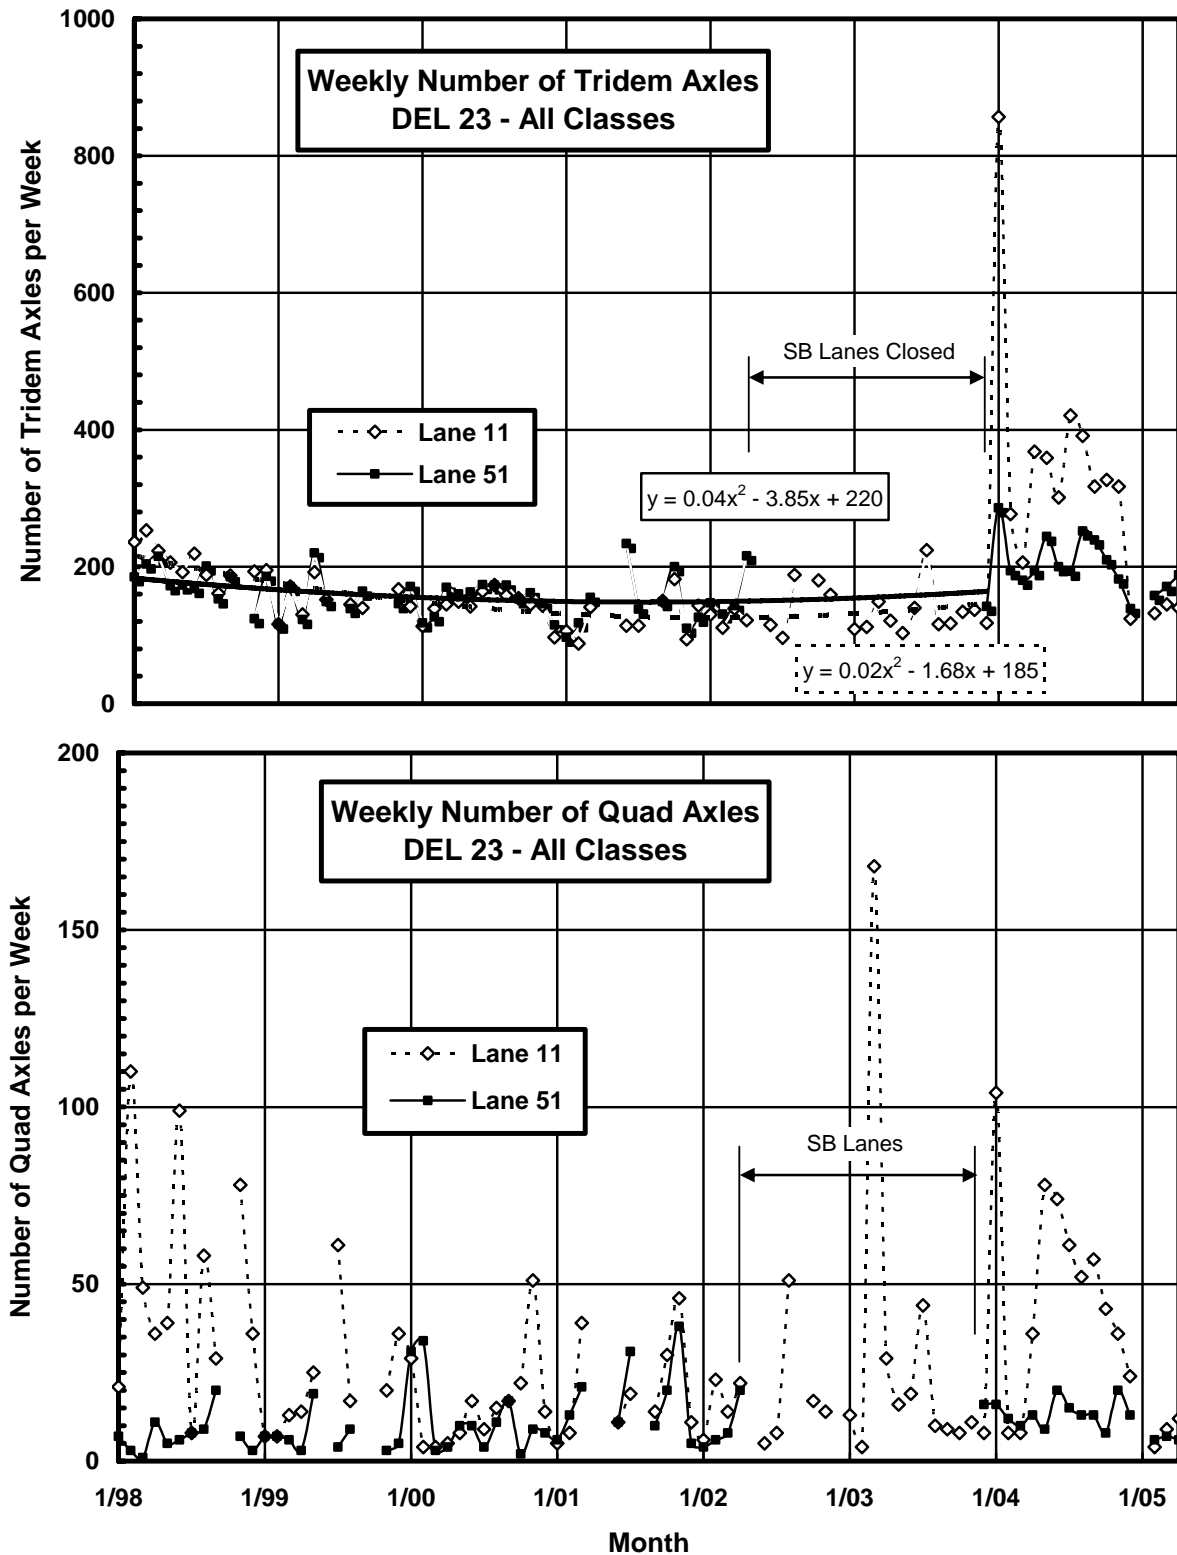 1000
800
600
400
200
0
Number of Tridem Axles per Week
Weekly Number of Tridem Axles
DEL 23 - All Classes
SB Lanes Closed
Lane 11
Lane 51
y = 0.04x² - 3.85x + 220
y = 0.02x² - 1.68x + 185
200
150
100
50
0
Number of Quad Axles per Week
Weekly Number of Quad Axles
DEL 23 - All Classes
Lane 11
Lane 51
SB Lanes
1/98 1/99 1/00 1/01 1/02 1/03 1/04 1/05
Month